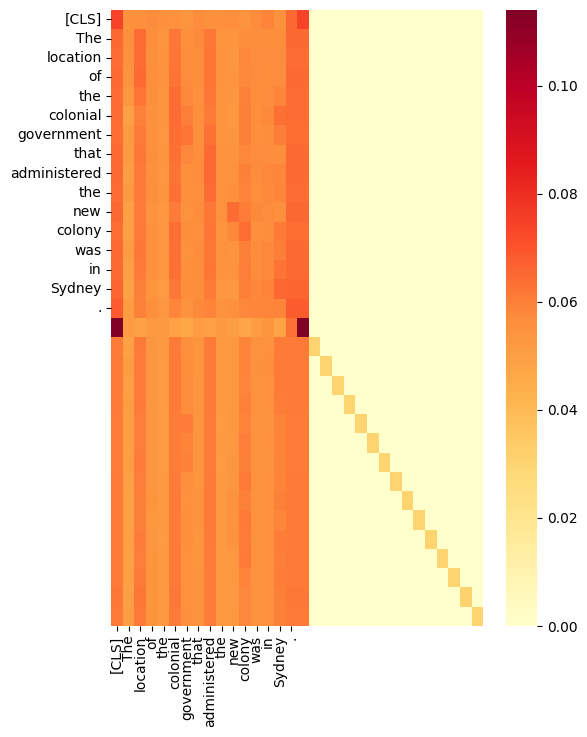 [CLS]
The
location
of
the
colonial
government
that
administered
the
new
colony
was
in
Sydney
.
[CLS]
The
location
of
the
colonial
government
that
administered
the
new
colony
was
in
Sydney
.
0.10
0.08
0.06
0.04
0.02
0.00